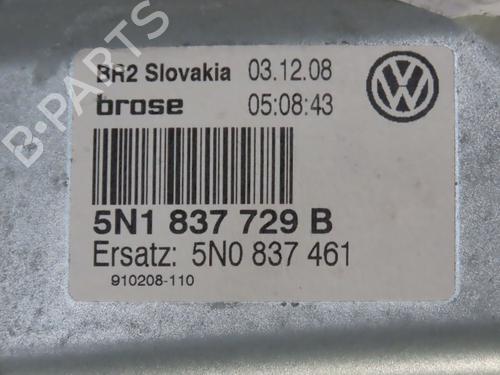 B-PARTS
BR2 Slovakia 03.12.08
brose 05:08:43
VW
5N1 837 729 B
Ersatz: 5N0 837 461
910208-110